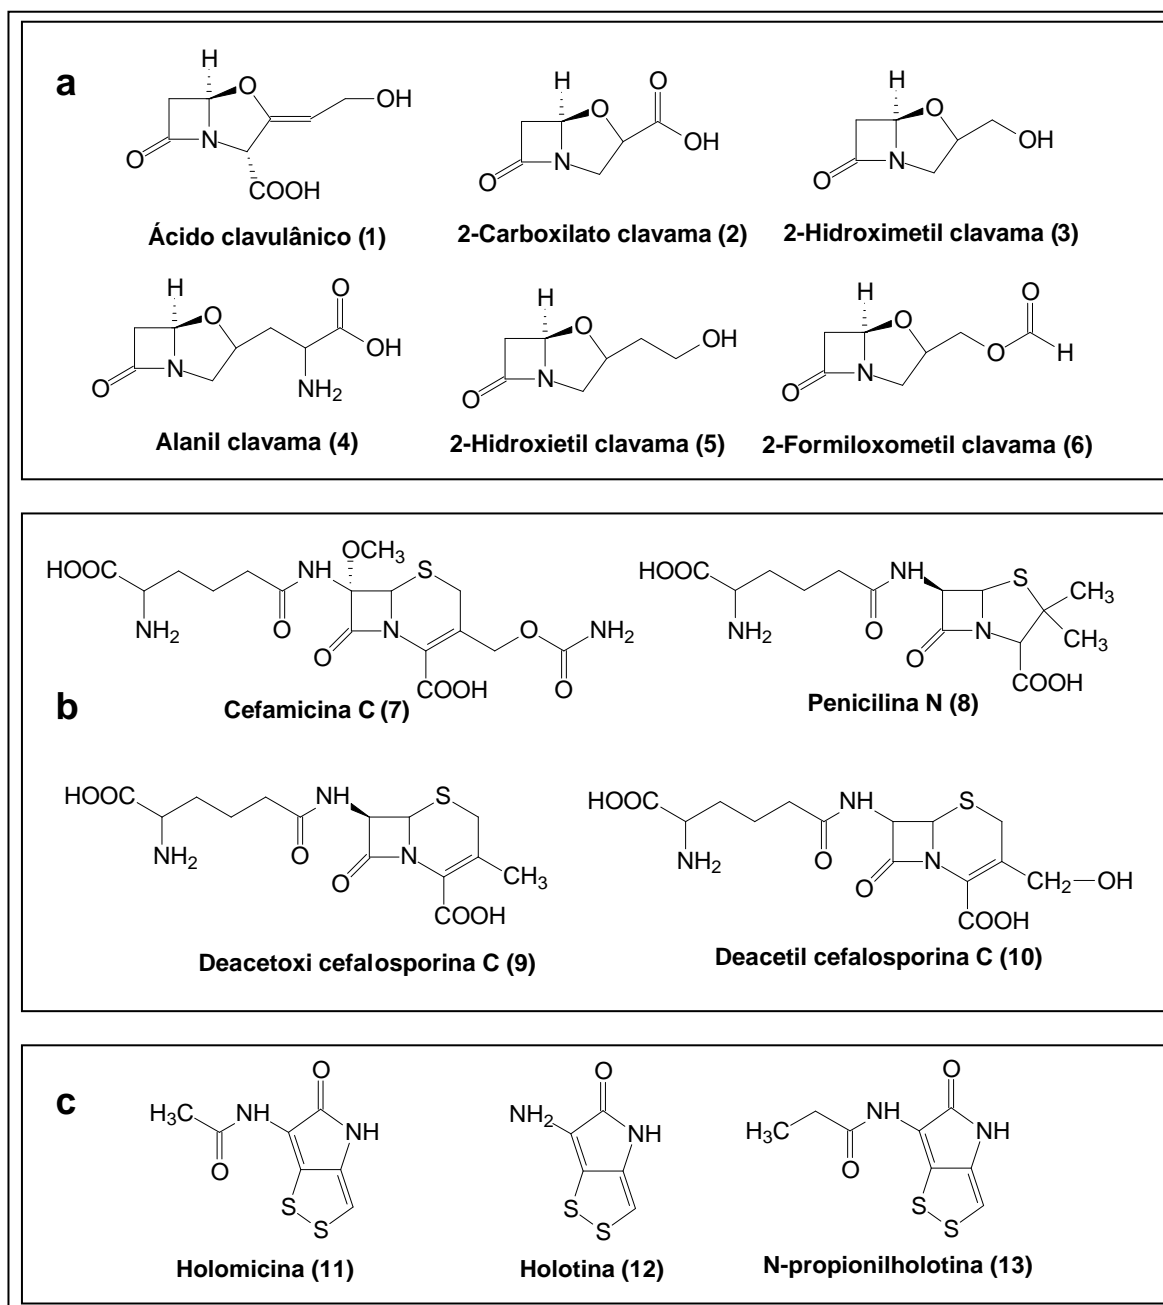 a
H
O
OH
N
O
COOH
Ácido clavulânico (1)
H
O
O
OH
N
O
2-Carboxilato clavama (2)
H
O
OH
N
O
2-Hidroximetil clavama (3)
H
O
O
OH
N
O
NH2
Alanil clavama (4)
H
O
OH
N
O
2-Hidroxietil clavama (5)
H
O
O
O
H
N
O
2-Formiloxometil clavama (6)
b
HOOC
NH2
O
NH
OCH3
S
N
O
COOH
O
NH2
O
Cefamicina C (7)
HOOC
NH2
O
NH
S
CH3
CH3
N
O
COOH
Penicilina N (8)
HOOC
NH2
O
NH
S
N
O
CH3
COOH
Deacetoxi cefalosporina C (9)
HOOC
NH2
O
NH
S
N
O
CH2—OH
COOH
Deacetil cefalosporina C (10)
c
H3C
O
NH
O
NH
S
S
Holomicina (11)
NH2
O
NH
S
S
Holotina (12)
H3C
O
NH
O
NH
S
S
N-propionilholotina (13)